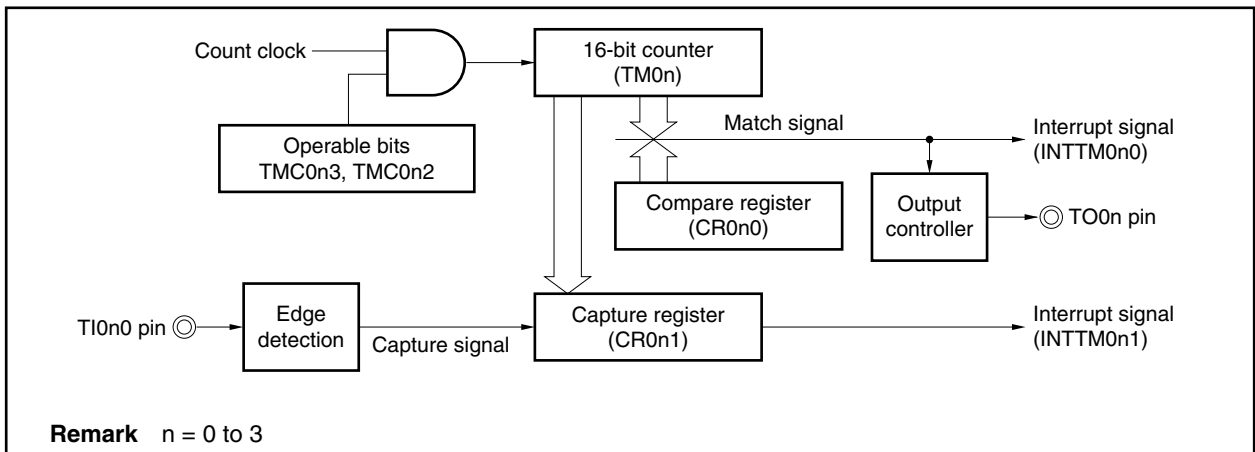 Count clock
16-bit counter
(TM0n)
Operable bits
TMC0n3, TMC0n2
Match signal
Interrupt signal
(INTTM0n0)
Compare register
(CR0n0)
Output
controller
TO0n pin
TI0n0 pin
Edge
detection
Capture signal
Capture register
(CR0n1)
Interrupt signal
(INTTM0n1)
Remark n = 0 to 3